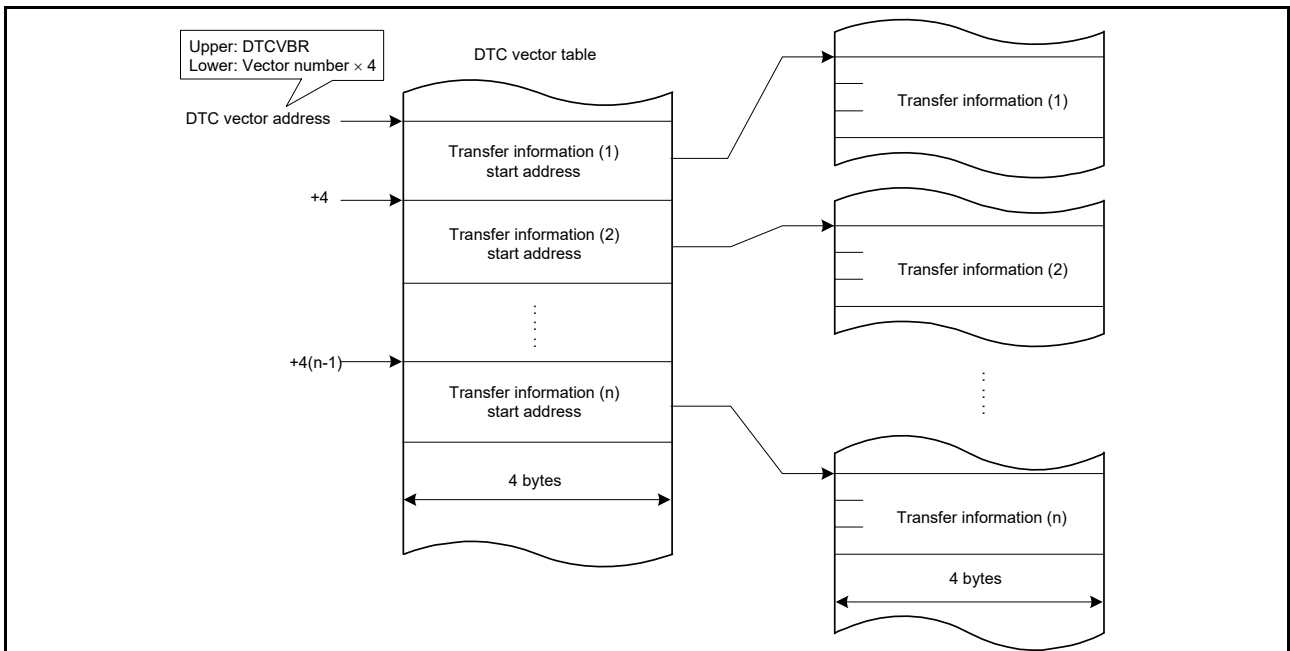 Upper: DTCVBR
Lower: Vector number × 4
DTC vector table
DTC vector address
Transfer information (1)
start address
+4
Transfer information (2)
start address
+4(n-1)
Transfer information (n)
start address
4 bytes
Transfer information (1)
Transfer information (2)
Transfer information (n)
4 bytes